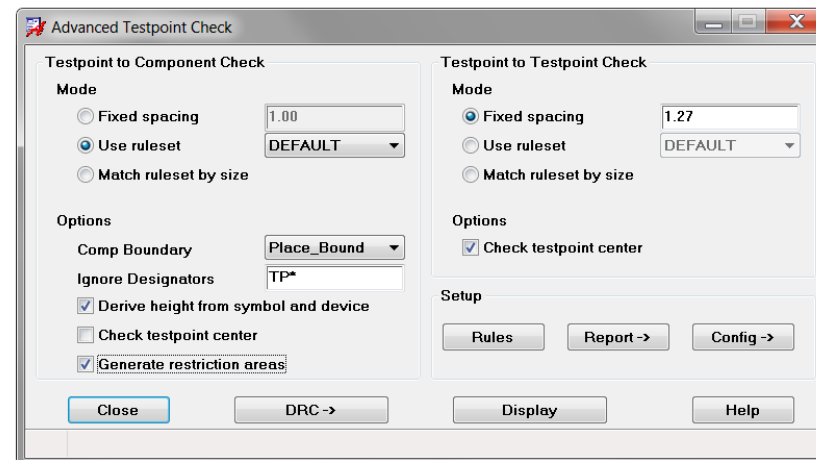 Advanced Testpoint Check
Testpoint to Component Check
Mode
Fixed spacing 1.00
Use ruleset DEFAULT
Match ruleset by size
Options
Comp Boundary Place_Bound
Ignore Designators TP*
Derive height from symbol and device
Check testpoint center
Generate restriction areas
Testpoint to Testpoint Check
Mode
Fixed spacing 1.27
Use ruleset DEFAULT
Match ruleset by size
Options
Check testpoint center
Setup
Rules Report -> Config ->
Close DRC -> Display Help